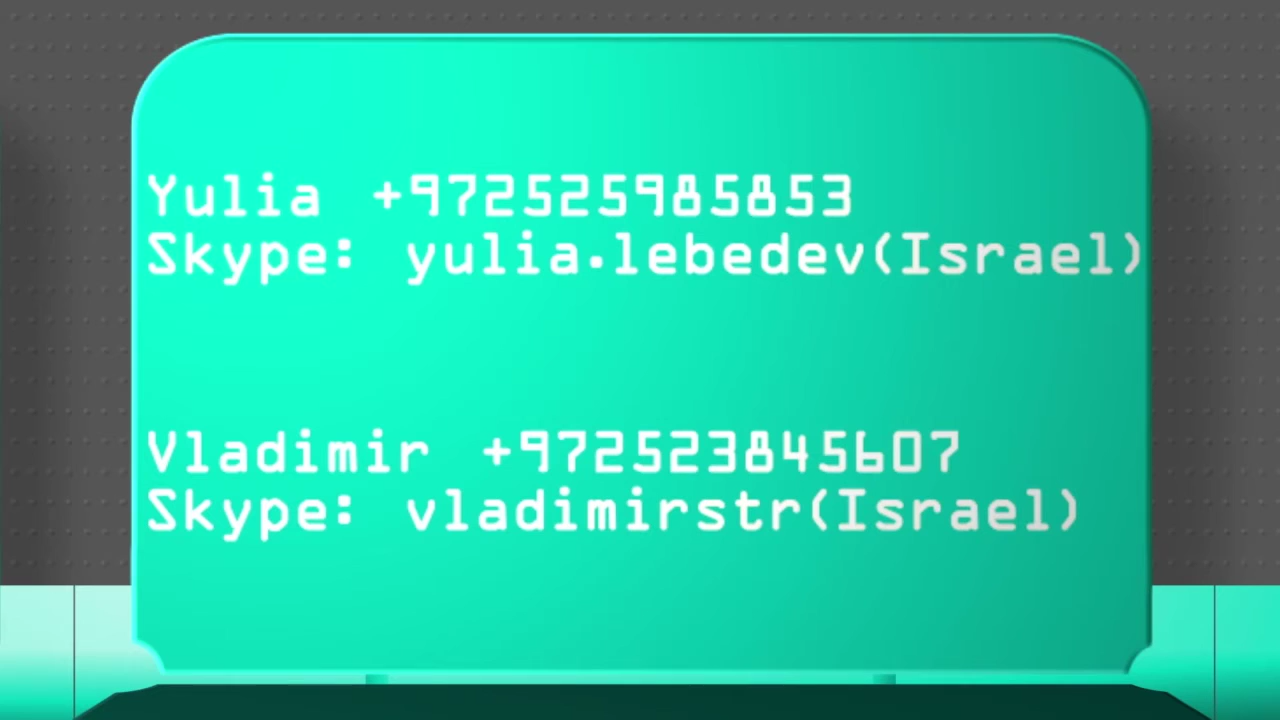 Yulia +972525985853
Skype: yulia.lebedev(Israel)
Vladimir +972523845607
Skype: vladimirstr(Israel)